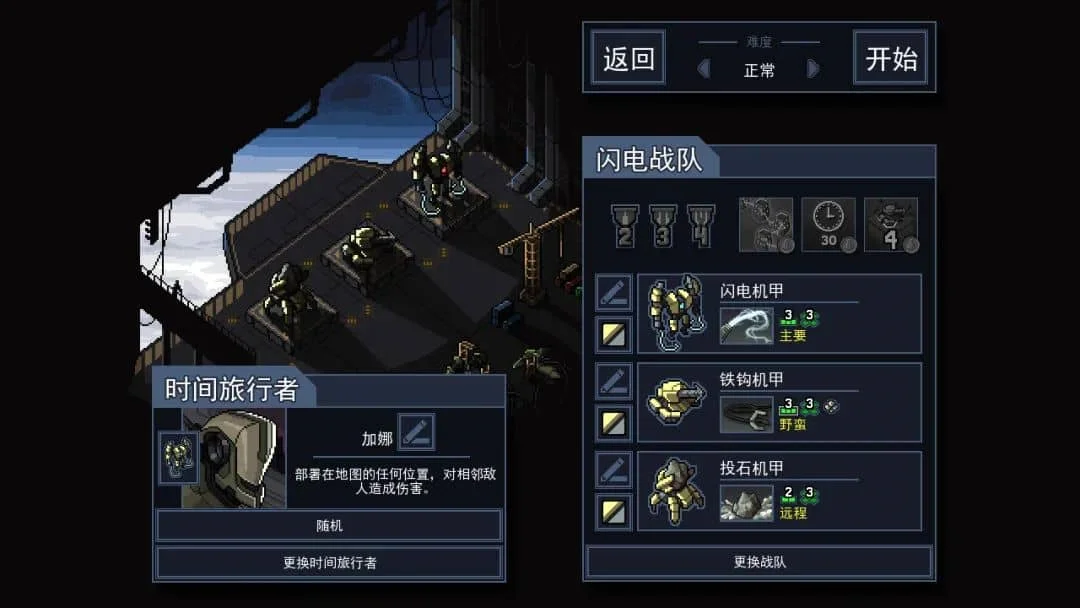 返回
难度
正常
开始
闪电战队
2
3
4
30
4
闪电机甲
3 3
主要
铁钩机甲
3 3
野蛮
投石机甲
2 3
远程
更换战队
时间旅行者
加娜
部署在地图的任何位置，对相邻敌
人造成伤害。
随机
更换时间旅行者